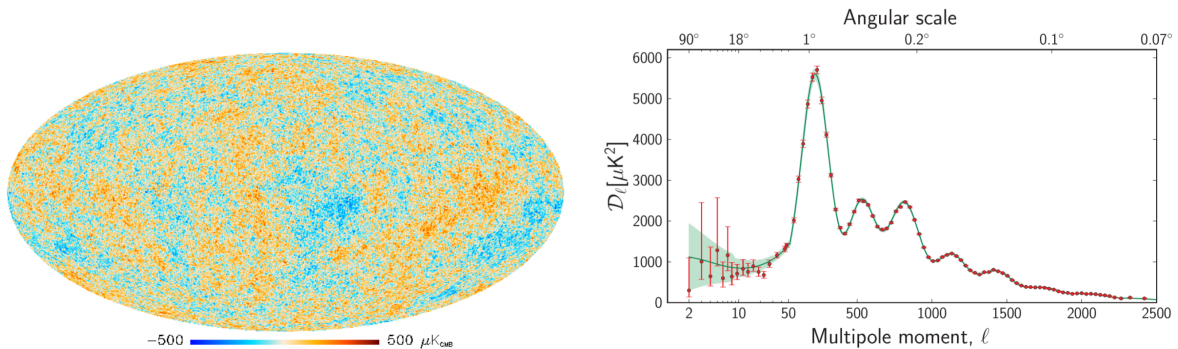 −500 500 μK_CMB
Angular scale
90° 18° 1° 0.2° 0.1° 0.07°
𝒟_ℓ[μK²]
6000
5000
4000
3000
2000
1000
0
2 10 50 500 1000 1500 2000 2500
Multipole moment, ℓ